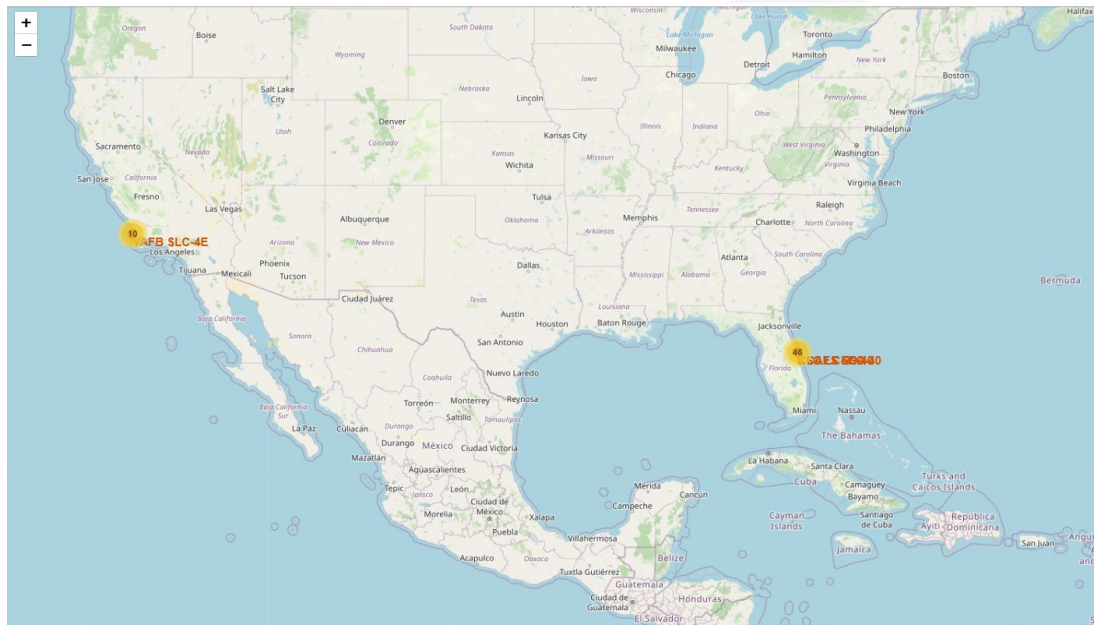 +
−
Oregon
Boise
South Dakota
Wisconsin
Lake Michigan
Lake Huron
Toronto
Halifax
Wyoming
Milwaukee
Hamilton
New York
Detroit
Chicago
Boston
Iowa
Salt Lake
City
Nebraska
Lincoln
Pennsylvania
New York
Denver
Utah
Colorado
Illinois
Indiana
Ohio
Philadelphia
Sacramento
Nevada
Kansas City
Kansas
Missouri
West Virginia
Washington
Wichita
Kentucky
Virginia
San Jose
California
Virginia Beach
Fresno
Las Vegas
Tulsa
Raleigh
Albuquerque
Oklahoma
Memphis
Tennessee
Charlotte
North Carolina
10
VAFB SLC-4E
Los Angeles
Arizona
New Mexico
Arkansas
Atlanta
South Carolina
Tijuana
Mexicali
Phoenix
Tucson
Dallas
Mississippi
Alabama
Georgia
Bermuda
Ciudad Juárez
Texas
Louisiana
Baja California
Austin
Houston
Baton Rouge
Jacksonville
Sonora
Chihuahua
San Antonio
46
Florida
Coahuila
Nuevo Laredo
Baja California
Sur
La Paz
Torreón
Monterrey
Reynosa
Saltillo
Tamaulipas
Miami
Nassau
Culiacán
Durango
Durango
México
Ciudad Victoria
The Bahamas
Mazatlán
Aguascalientes
La Habana
Santa Clara
Cuba
Camaguey
Bayamo
Turks and
Caicos Islands
Tepic
Jalisco
León
Mérida
Cancun
Campeche
Ciudad de
México
Morelia
Xalapa
Puebla
Cayman
Islands
Santiago
de Cuba
Ayiti
República
Dominicana
San Juan
Jamaica
Villahermosa
Acapulco
Oaxaca
Belize
Tuxtla Gutiérrez
Guatemala
Ciudad de
Guatemala
Honduras
El Salvador